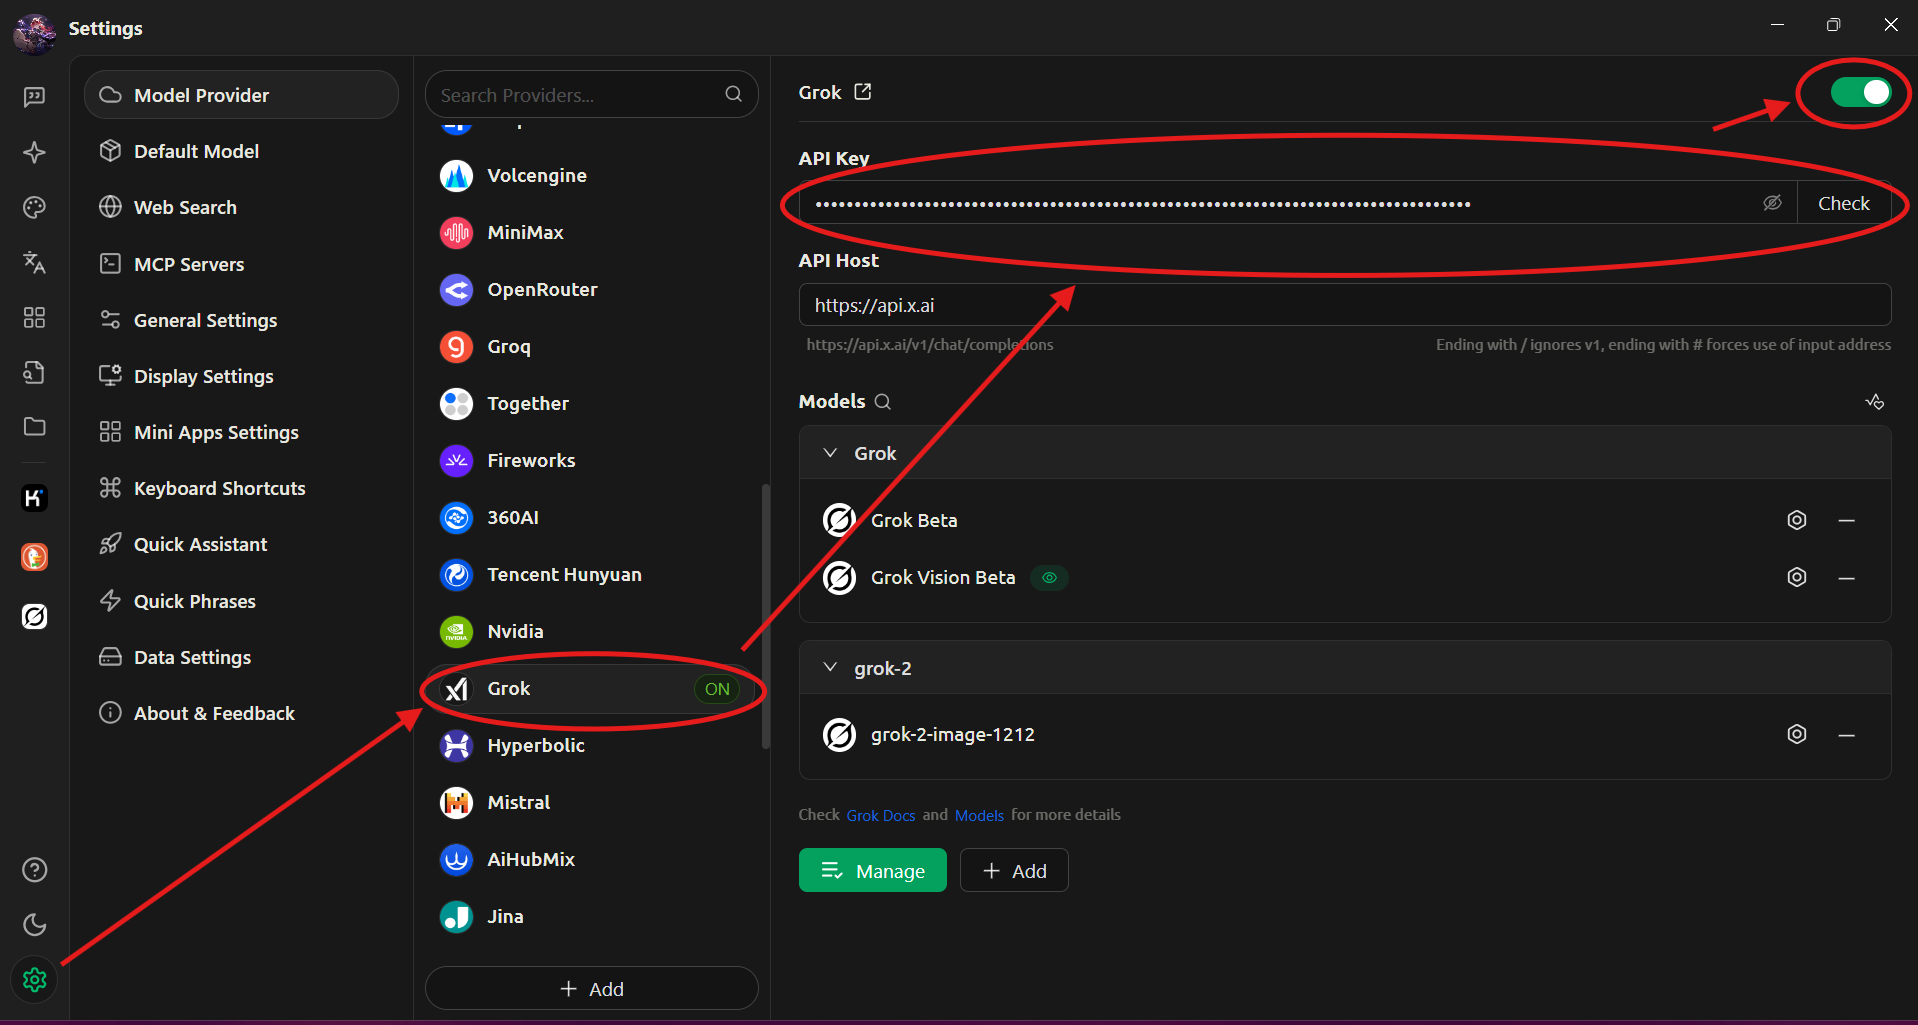 Settings
Model Provider
Default Model
Web Search
MCP Servers
General Settings
Display Settings
Mini Apps Settings
Keyboard Shortcuts
Quick Assistant
Quick Phrases
Data Settings
About & Feedback
Search Providers...
Volcengine
MiniMax
OpenRouter
Groq
Together
Fireworks
360AI
Tencent Hunyuan
Nvidia
Grok ON
Hyperbolic
Mistral
AiHubMix
Jina
+ Add
Grok
API Key
•••••••••••••••••••••••••••••••••••••••••••••••••••••••••••••••••••••••••••••••••••• Check
API Host
https://api.x.ai
https://api.x.ai/v1/chat/completions Ending with / ignores v1, ending with # forces use of input address
Models
Grok
Grok Beta
Grok Vision Beta
grok-2
grok-2-image-1212
Check Grok Docs and Models for more details
Manage + Add